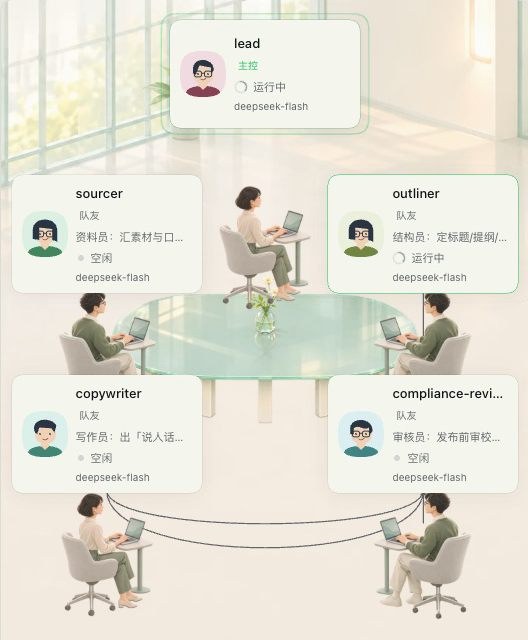 lead
主控
运行中
deepseek-flash
sourcer
队友
资料员：汇素材与口...
空闲
deepseek-flash
outliner
队友
结构员：定标题/提纲/...
运行中
deepseek-flash
copywriter
队友
写作员：出「说人话...
空闲
deepseek-flash
compliance-revi...
队友
审核员：发布前审校...
空闲
deepseek-flash